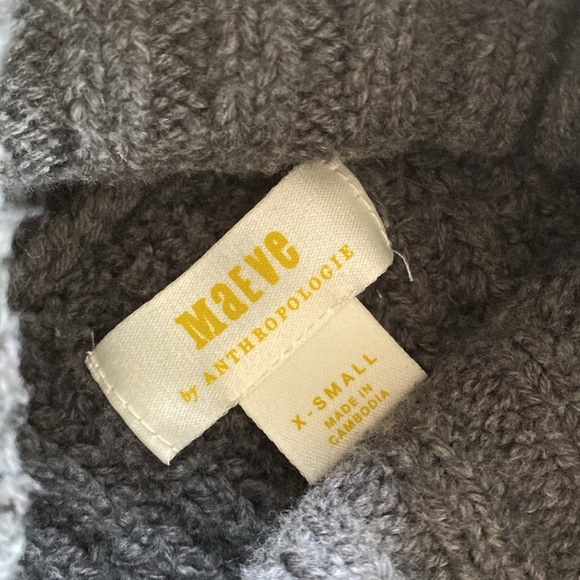 MaEVe
by ANTHROPOLOGIE
X-SMALL
MADE IN
CAMBODIA